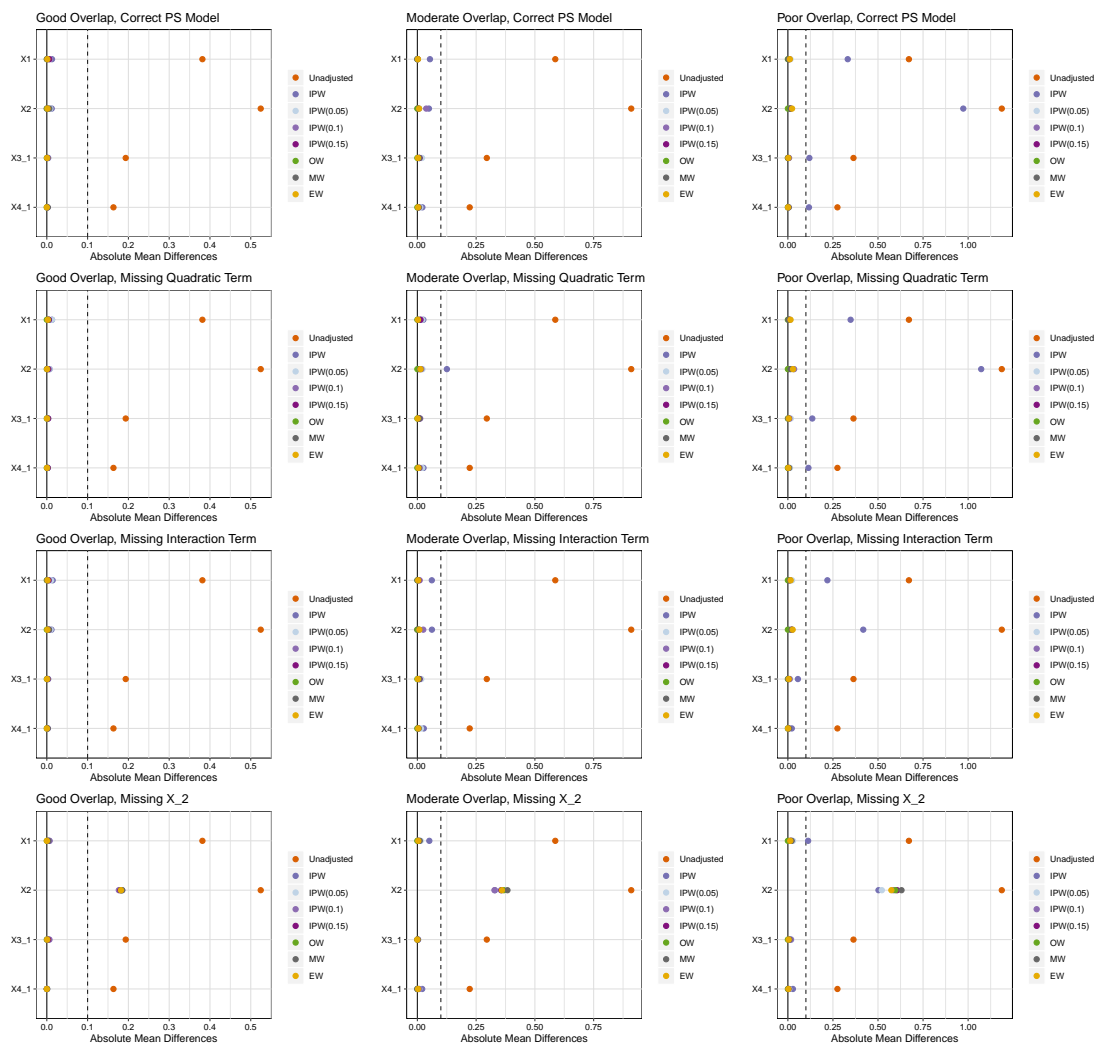 Good Overlap, Correct PS Model
X1
X2
X3_1
X4_1
0.0 0.1 0.2 0.3 0.4 0.5
Absolute Mean Differences
Unadjusted
IPW
IPW(0.05)
IPW(0.1)
IPW(0.15)
OW
MW
EW
Moderate Overlap, Correct PS Model
X1
X2
X3_1
X4_1
0.00 0.25 0.50 0.75
Absolute Mean Differences
Unadjusted
IPW
IPW(0.05)
IPW(0.1)
IPW(0.15)
OW
MW
EW
Poor Overlap, Correct PS Model
X1
X2
X3_1
X4_1
0.00 0.25 0.50 0.75 1.00
Absolute Mean Differences
Unadjusted
IPW
IPW(0.05)
IPW(0.1)
IPW(0.15)
OW
MW
EW
Good Overlap, Missing Quadratic Term
X1
X2
X3_1
X4_1
0.0 0.1 0.2 0.3 0.4 0.5
Absolute Mean Differences
Unadjusted
IPW
IPW(0.05)
IPW(0.1)
IPW(0.15)
OW
MW
EW
Moderate Overlap, Missing Quadratic Term
X1
X2
X3_1
X4_1
0.00 0.25 0.50 0.75
Absolute Mean Differences
Unadjusted
IPW
IPW(0.05)
IPW(0.1)
IPW(0.15)
OW
MW
EW
Poor Overlap, Missing Quadratic Term
X1
X2
X3_1
X4_1
0.00 0.25 0.50 0.75 1.00
Absolute Mean Differences
Unadjusted
IPW
IPW(0.05)
IPW(0.1)
IPW(0.15)
OW
MW
EW
Good Overlap, Missing Interaction Term
X1
X2
X3_1
X4_1
0.0 0.1 0.2 0.3 0.4 0.5
Absolute Mean Differences
Unadjusted
IPW
IPW(0.05)
IPW(0.1)
IPW(0.15)
OW
MW
EW
Moderate Overlap, Missing Interaction Term
X1
X2
X3_1
X4_1
0.00 0.25 0.50 0.75
Absolute Mean Differences
Unadjusted
IPW
IPW(0.05)
IPW(0.1)
IPW(0.15)
OW
MW
EW
Poor Overlap, Missing Interaction Term
X1
X2
X3_1
X4_1
0.00 0.25 0.50 0.75 1.00
Absolute Mean Differences
Unadjusted
IPW
IPW(0.05)
IPW(0.1)
IPW(0.15)
OW
MW
EW
Good Overlap, Missing X_2
X1
X2
X3_1
X4_1
0.0 0.1 0.2 0.3 0.4 0.5
Absolute Mean Differences
Unadjusted
IPW
IPW(0.05)
IPW(0.1)
IPW(0.15)
OW
MW
EW
Moderate Overlap, Missing X_2
X1
X2
X3_1
X4_1
0.00 0.25 0.50 0.75
Absolute Mean Differences
Unadjusted
IPW
IPW(0.05)
IPW(0.1)
IPW(0.15)
OW
MW
EW
Poor Overlap, Missing X_2
X1
X2
X3_1
X4_1
0.00 0.25 0.50 0.75 1.00
Absolute Mean Differences
Unadjusted
IPW
IPW(0.05)
IPW(0.1)
IPW(0.15)
OW
MW
EW